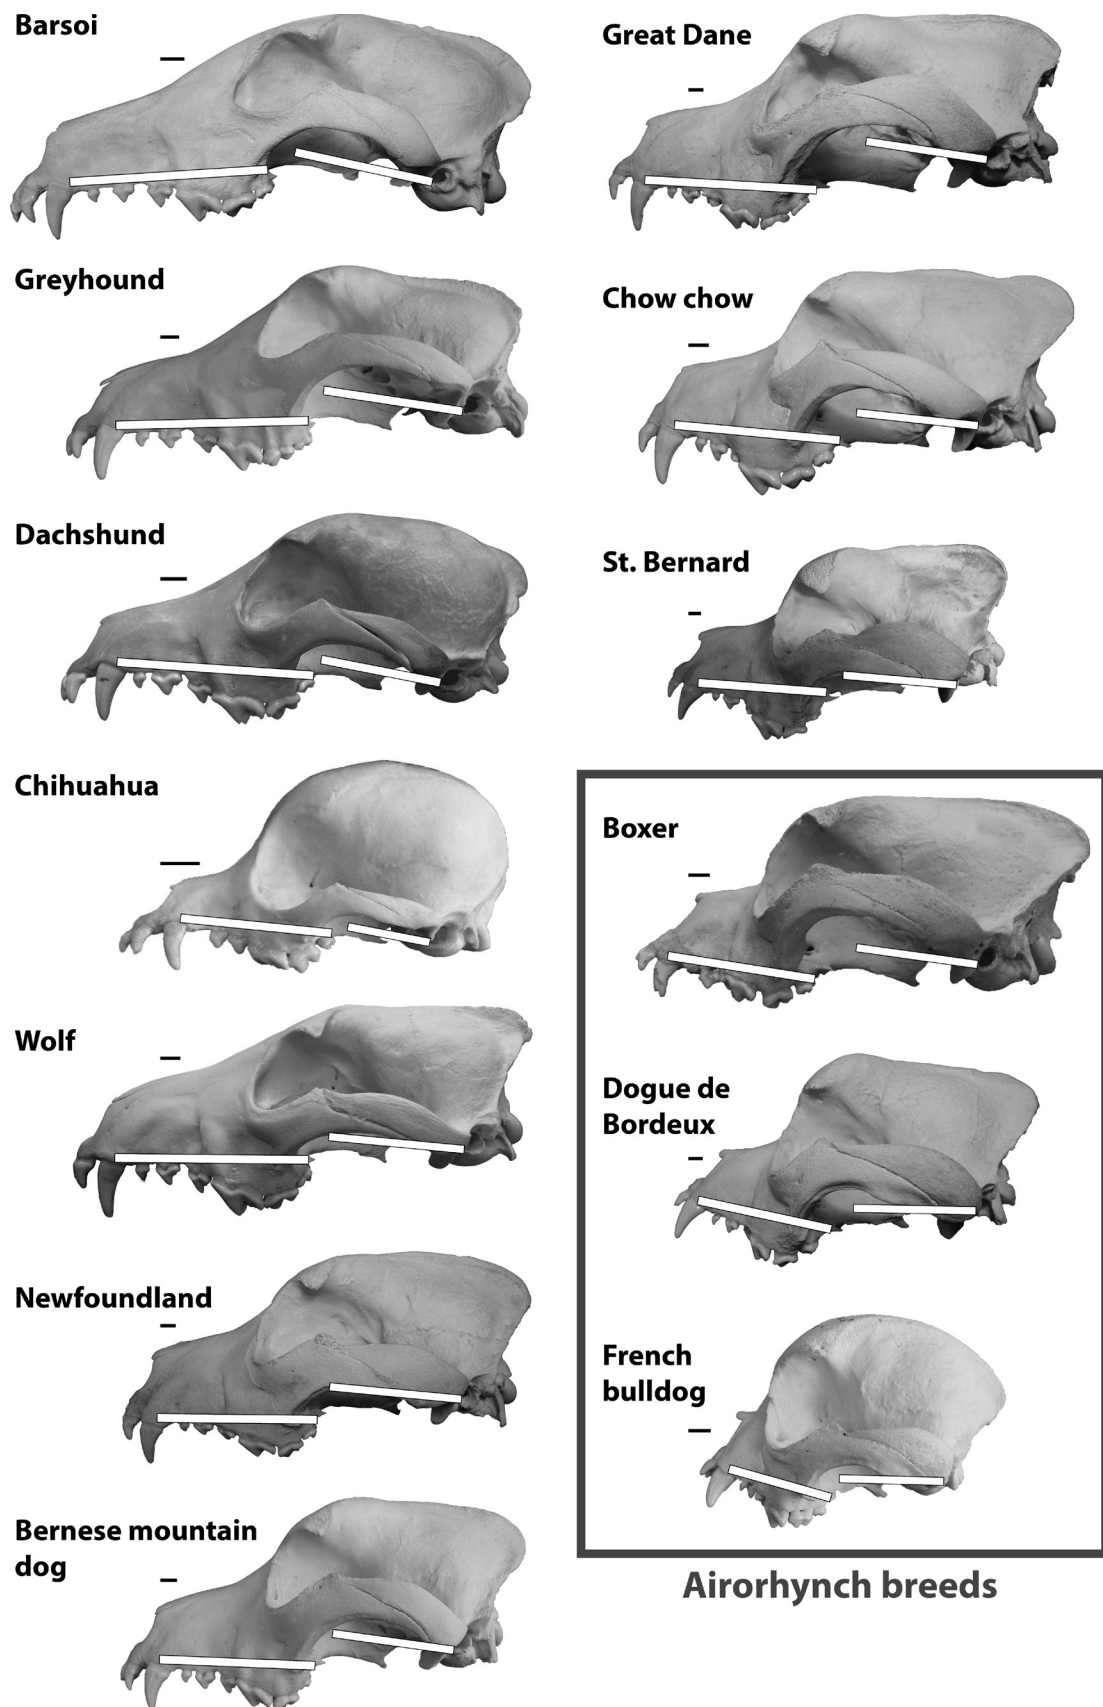 Barsoi
Greyhound
Dachshund
Chihuahua
Wolf
Newfoundland
Bernese mountain
dog
Great Dane
Chow chow
St. Bernard
Boxer
Dogue de
Bordeux
French
bulldog
Airorhynch breeds